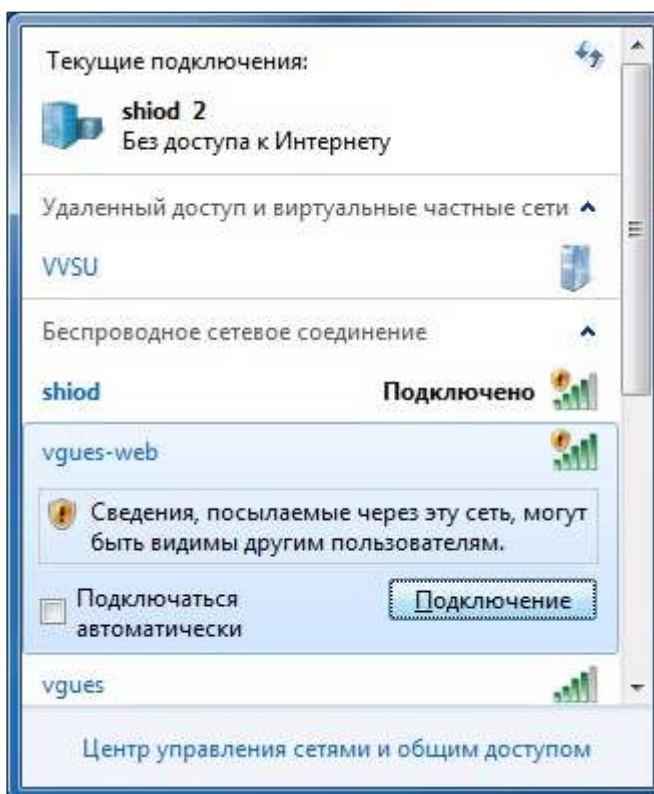 Текущие подключения:
shiod 2
Без доступа к Интернету
Удаленный доступ и виртуальные частные сети
VVSU
Беспроводное сетевое соединение
shiod Подключено
vgues-web
Сведения, посылаемые через эту сеть, могут
быть видимы другим пользователям.
Подключаться
автоматически
Подключение
vgues
Центр управления сетями и общим доступом